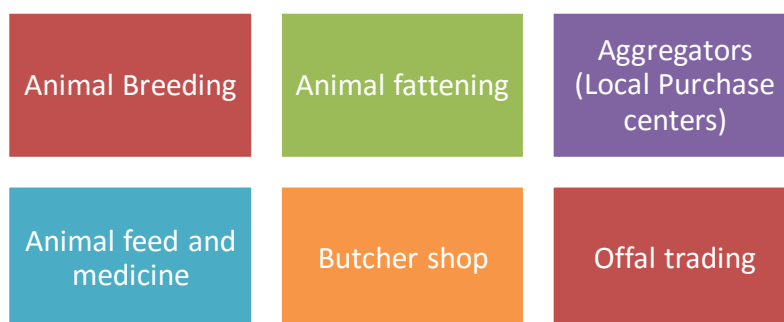 Animal Breeding
Animal fattening
Aggregators
(Local Purchase
centers)
Animal feed and
medicine
Butcher shop
Offal trading